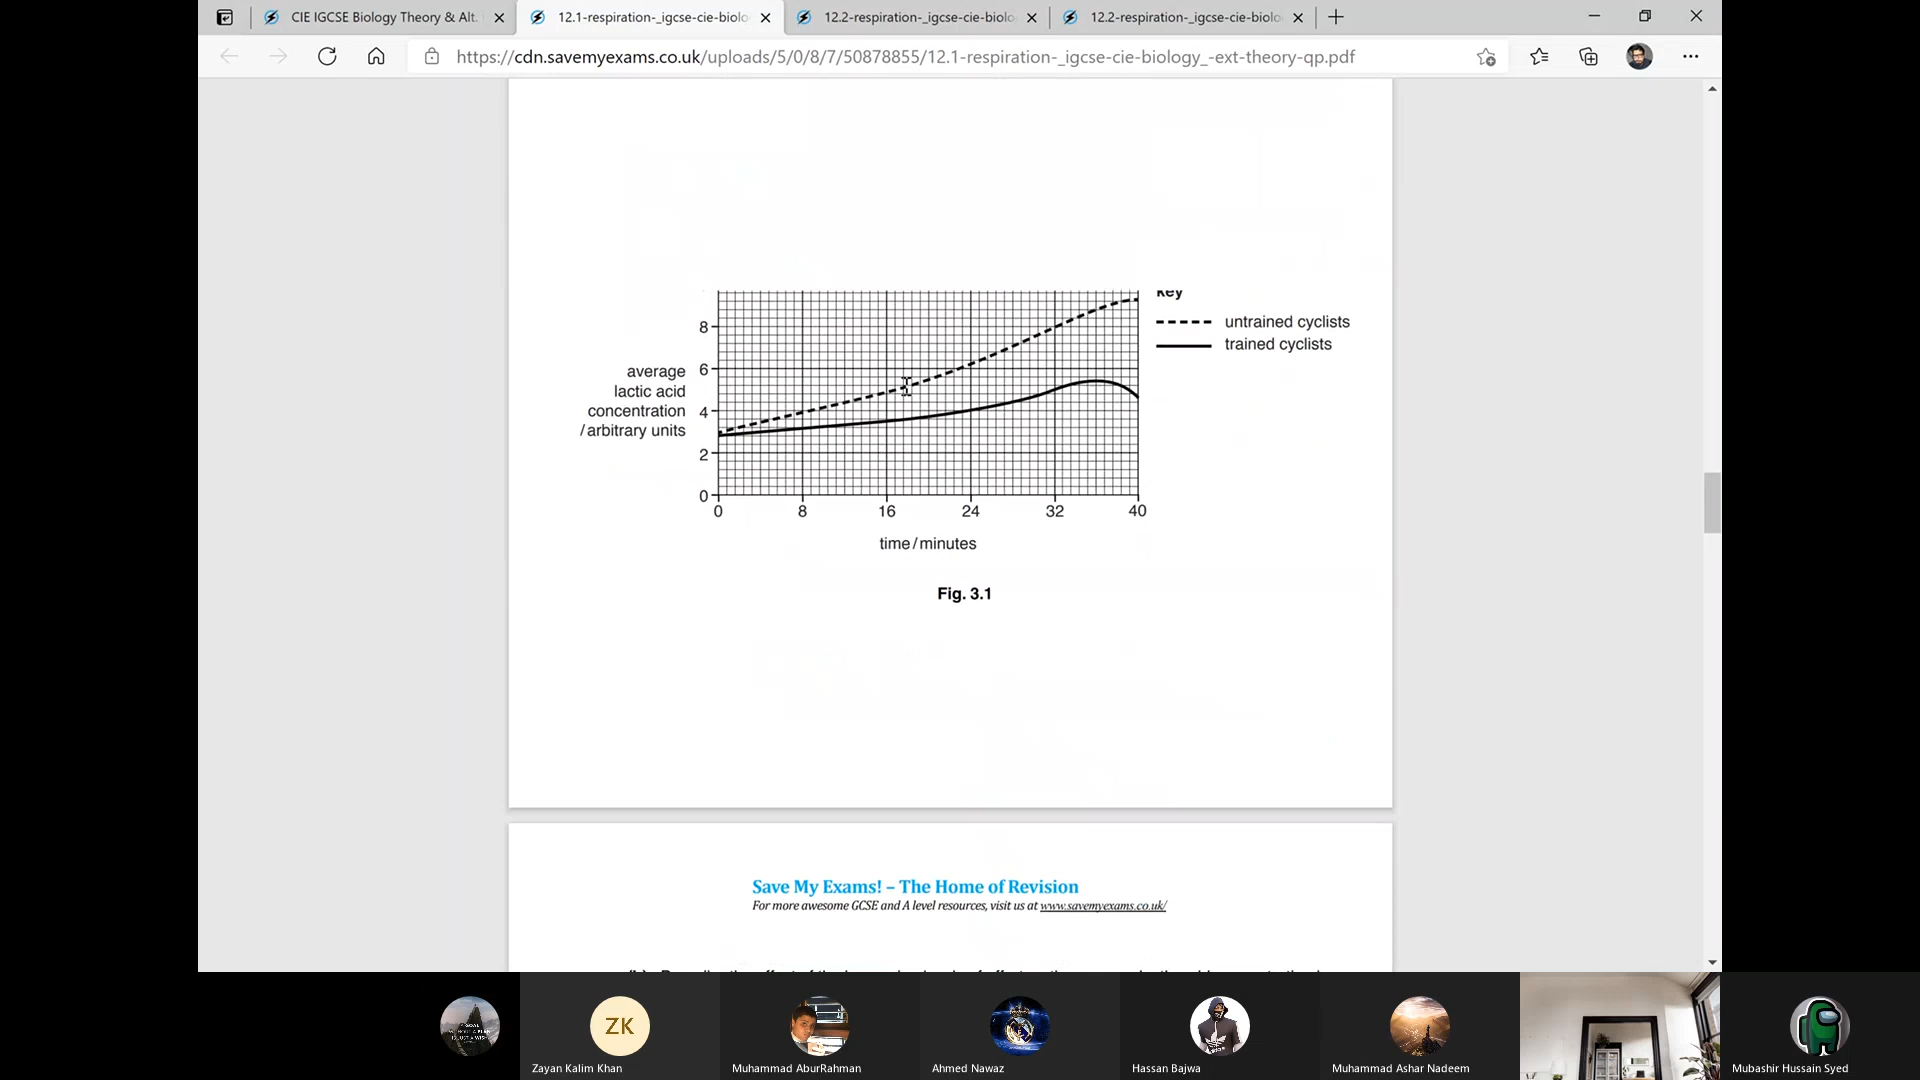 CIE IGCSE Biology Theory & Alt.
12.1-respiration-_igcse-cie-biolo
12.2-respiration-_igcse-cie-biolo
12.2-respiration-_igcse-cie-biolo
https://cdn.savemyexams.co.uk/uploads/5/0/8/7/50878855/12.1-respiration-_igcse-cie-biology_-ext-theory-qp.pdf
key
untrained cyclists
trained cyclists
8
6
4
2
0
average
lactic acid
concentration
/ arbitrary units
0 8 16 24 32 40
time / minutes
Fig. 3.1
Save My Exams! – The Home of Revision
For more awesome GCSE and A level resources, visit us at www.savemyexams.co.uk/
ZK
Zayan Kalim Khan
Muhammad AburRahman
Ahmed Nawaz
Hassan Bajwa
Muhammad Ashar Nadeem
Mubashir Hussain Syed